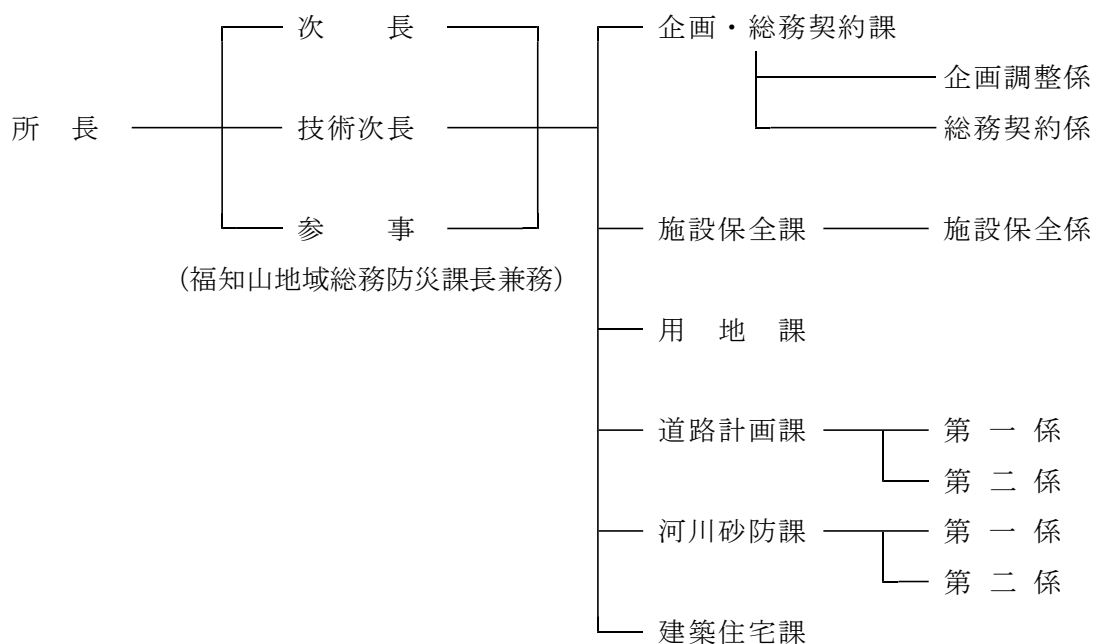 次　長
企画・総務契約課
企画調整係
所　長
技術次長
総務契約係
参　事
施設保全課
施設保全係
（福知山地域総務防災課長兼務）
用　地　課
道路計画課
第　一　係
第　二　係
河川砂防課
第　一　係
第　二　係
建築住宅課